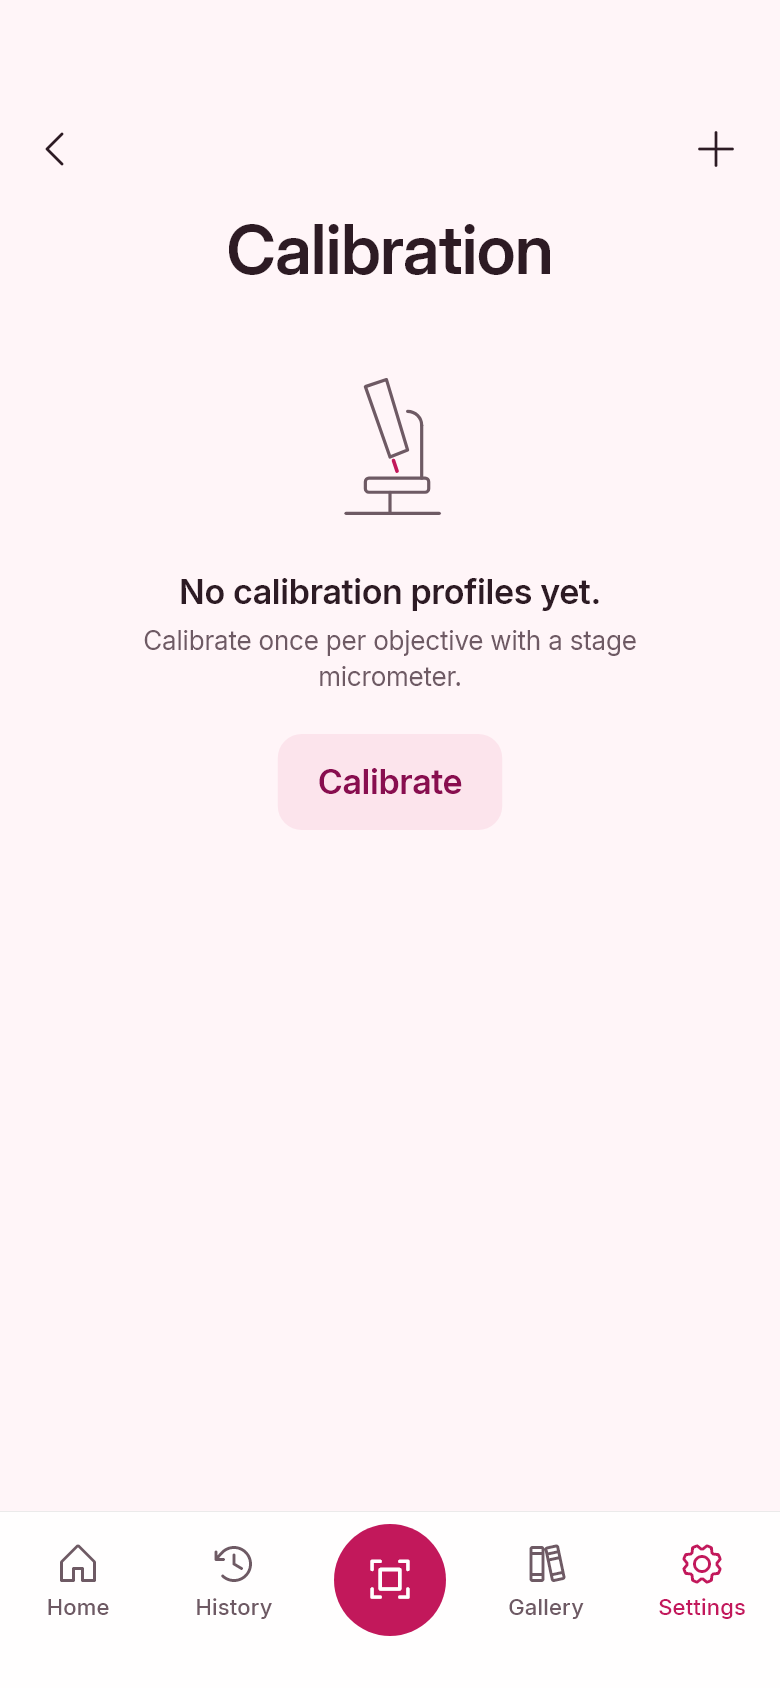 Calibration
No calibration profiles yet.
Calibrate once per objective with a stage
micrometer.
Calibrate
Home
History
Gallery
Settings